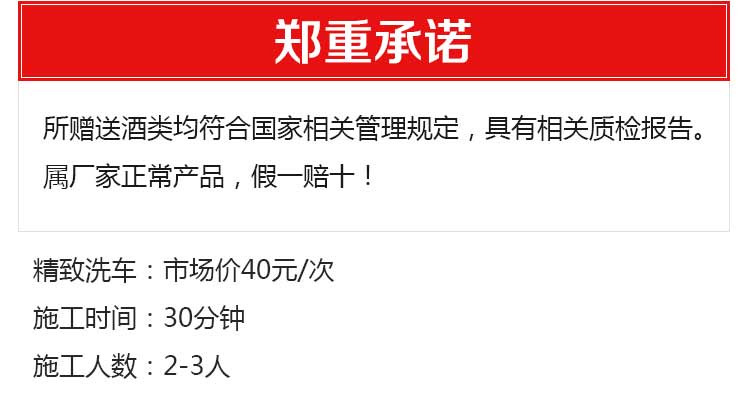 郑重承诺
所赠送酒类均符合国家相关管理规定，具有相关质检报告。
属厂家正常产品，假一赔十！
精致洗车：市场价40元/次
施工时间：30分钟
施工人数：2-3人